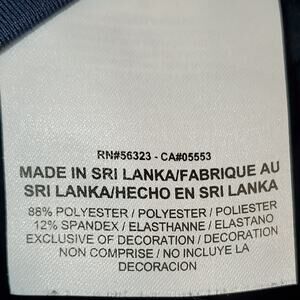 RN#56323 - CA#05553
MADE IN SRI LANKA/FABRIQUE AU
SRI LANKA/HECHO EN SRI LANKA
88% POLYESTER / POLYESTER / POLIESTER
12% SPANDEX / ELASTHANNE / ELASTANO
EXCLUSIVE OF DECORATION / DECORATION
NON COMPRISE / NO INCLUYE LA
DECORACION